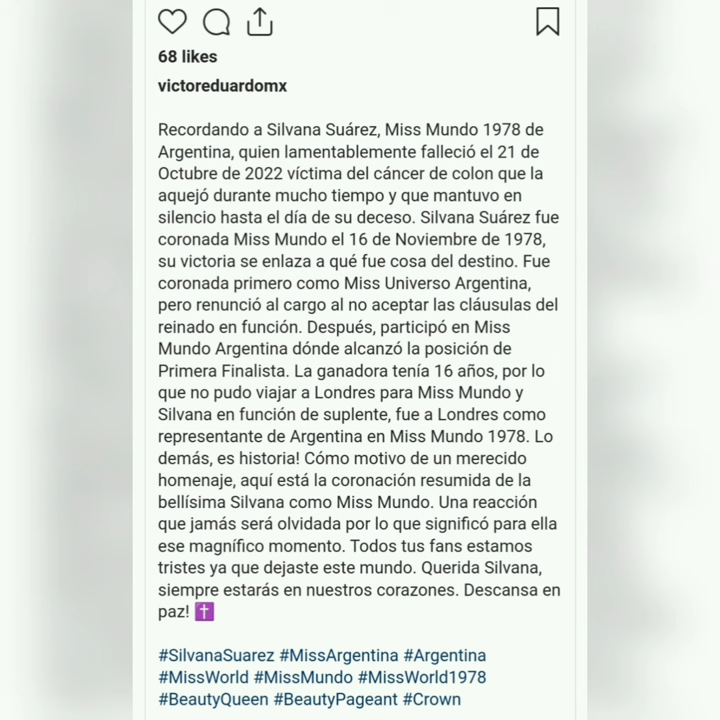 68 likes
victoreduardomx
Recordando a Silvana Suárez, Miss Mundo 1978 de
Argentina, quien lamentablemente falleció el 21 de
Octubre de 2022 víctima del cáncer de colon que la
aquejó durante mucho tiempo y que mantuvo en
silencio hasta el día de su deceso. Silvana Suárez fue
coronada Miss Mundo el 16 de Noviembre de 1978,
su victoria se enlaza a qué fue cosa del destino. Fue
coronada primero como Miss Universo Argentina,
pero renunció al cargo al no aceptar las cláusulas del
reinado en función. Después, participó en Miss
Mundo Argentina dónde alcanzó la posición de
Primera Finalista. La ganadora tenía 16 años, por lo
que no pudo viajar a Londres para Miss Mundo y
Silvana en función de suplente, fue a Londres como
representante de Argentina en Miss Mundo 1978. Lo
demás, es historia! Cómo motivo de un merecido
homenaje, aquí está la coronación resumida de la
bellísima Silvana como Miss Mundo. Una reacción
que jamás será olvidada por lo que significó para ella
ese magnífico momento. Todos tus fans estamos
tristes ya que dejaste este mundo. Querida Silvana,
siempre estarás en nuestros corazones. Descansa en
paz! ✝️
#SilvanaSuarez #MissArgentina #Argentina
#MissWorld #MissMundo #MissWorld1978
#BeautyQueen #BeautyPageant #Crown